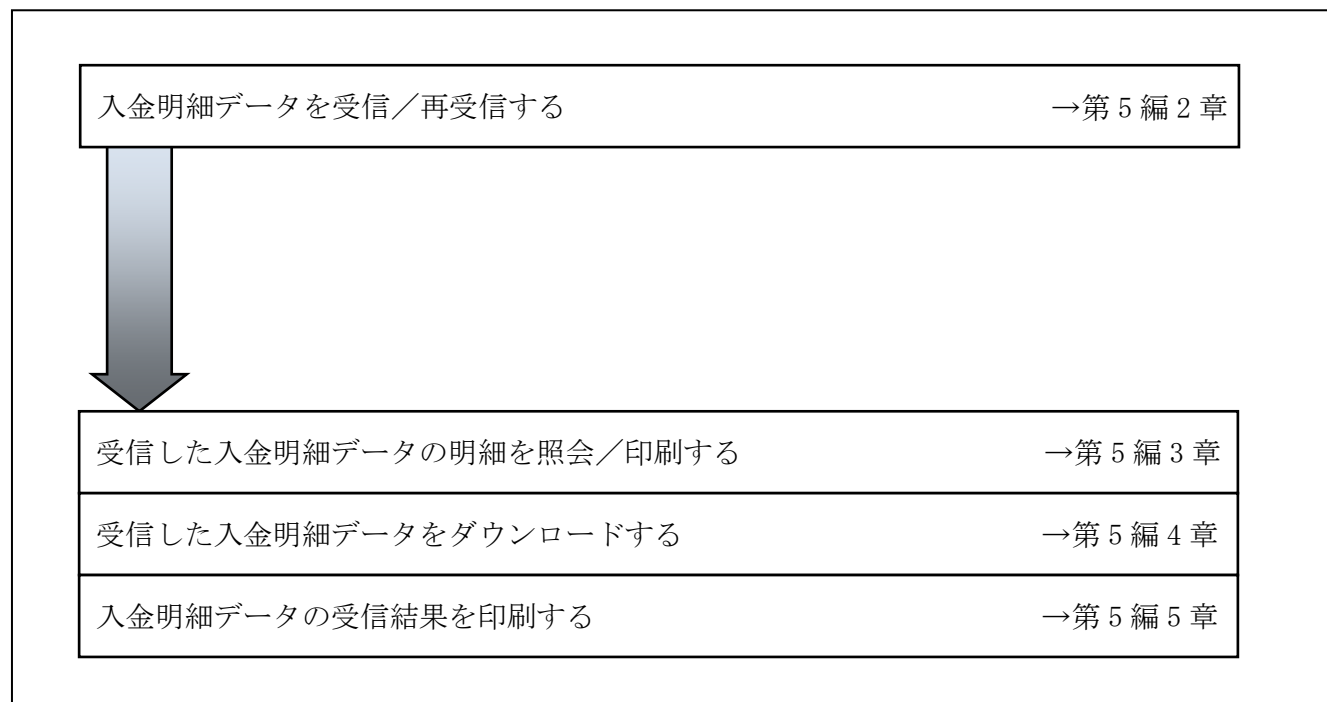 入金明細データを受信／再受信する →第５編２章
受信した入金明細データの明細を照会／印刷する →第５編３章
受信した入金明細データをダウンロードする →第５編４章
入金明細データの受信結果を印刷する →第５編５章